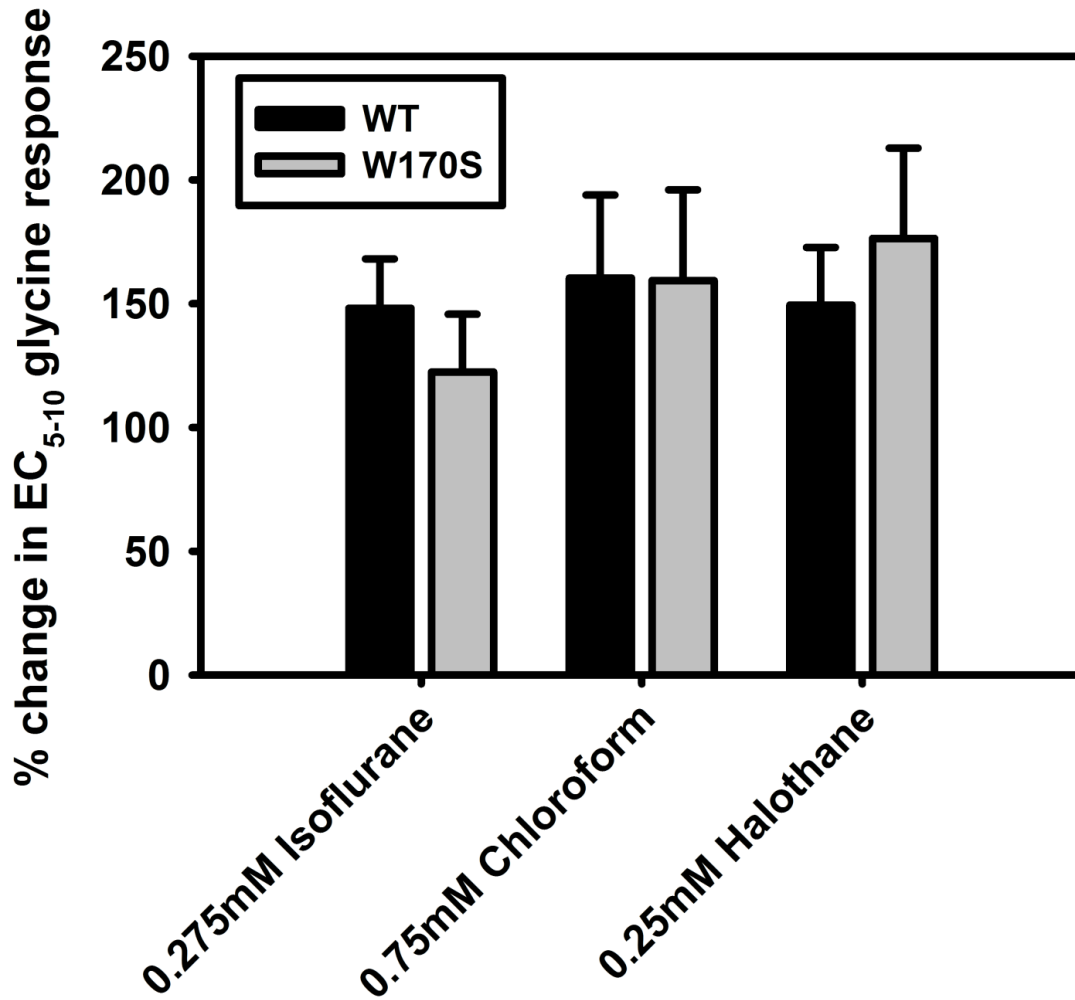 % change in EC5-10 glycine response
250
200
150
100
50
0
WT
W170S
0.275mM Isoflurane
0.75mM Chloroform
0.25mM Halothane